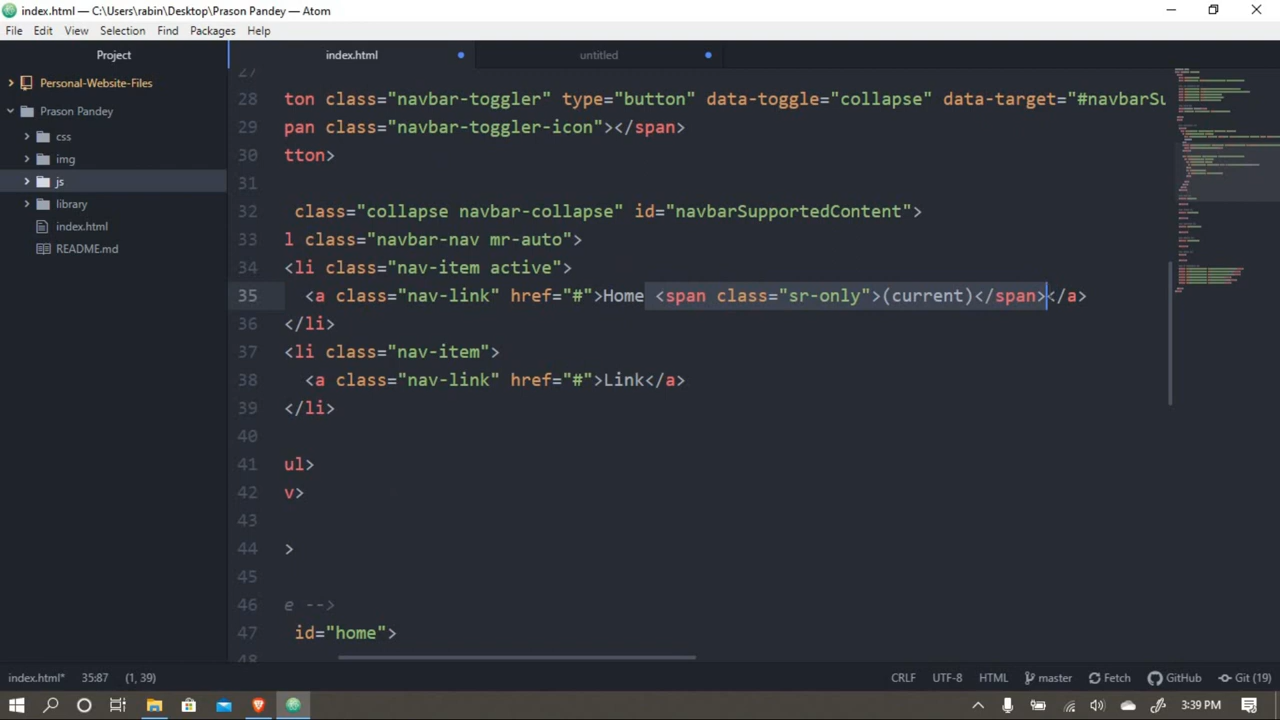 index.html — C:\Users\rabin\Desktop\Prason Pandey — Atom
File Edit View Selection Find Packages Help
Project
index.html
untitled
Personal-Website-Files
Prason Pandey
css
img
js
library
index.html
README.md
27
28 ton class="navbar-toggler" type="button" data-toggle="collapse" data-target="#navbarSu
29 pan class="navbar-toggler-icon"></span>
30 tton>
31
32 class="collapse navbar-collapse" id="navbarSupportedContent">
33 l class="navbar-nav mr-auto">
34 <li class="nav-item active">
35 <a class="nav-link" href="#">Home <span class="sr-only">(current)</span></a>
36 </li>
37 <li class="nav-item">
38 <a class="nav-link" href="#">Link</a>
39 </li>
40
41 ul>
42 v>
43
44 >
45
46 e -->
47 id="home">
48
index.html* 35:87 (1, 39)
CRLF UTF-8 HTML master Fetch GitHub Git (19)
3:39 PM